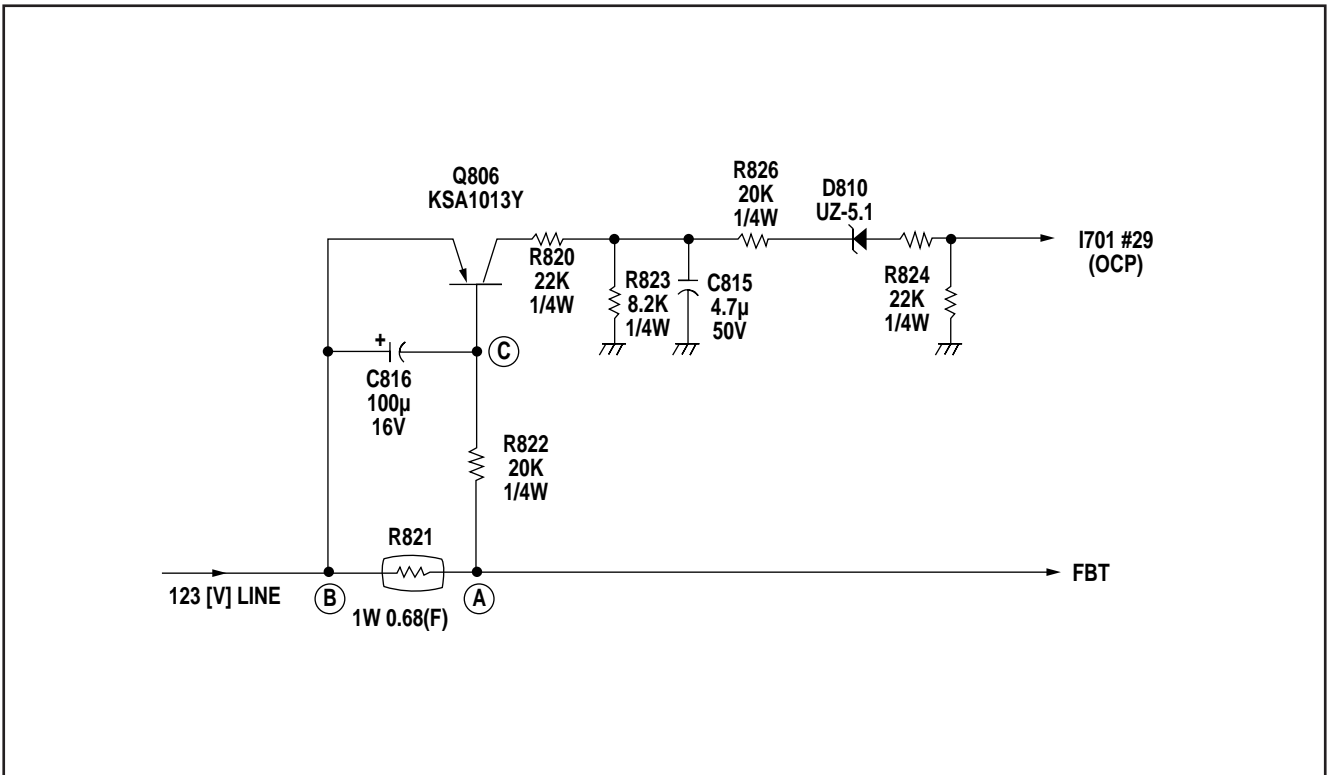 Q806
KSA1013Y
R826
20K
1/4W
D810
UZ-5.1
I701 #29
(OCP)
R820
22K
1/4W
R823
8.2K
1/4W
C815
4.7μ
50V
R824
22K
1/4W
+
C
C816
100μ
16V
R822
20K
1/4W
R821
123 [V] LINE
B
1W 0.68(F)
A
FBT